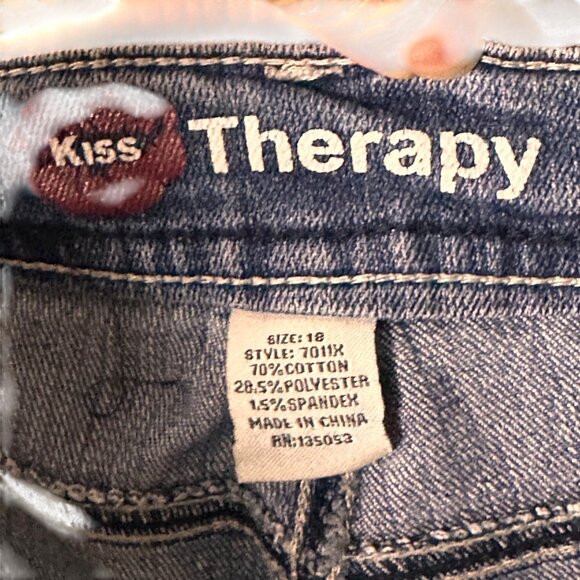 Kiss Therapy
SIZE: 18
STYLE: 7011X
70%COTTON
28.5%POLYESTER
1.5%SPANDEX
MADE IN CHINA
RN:135053